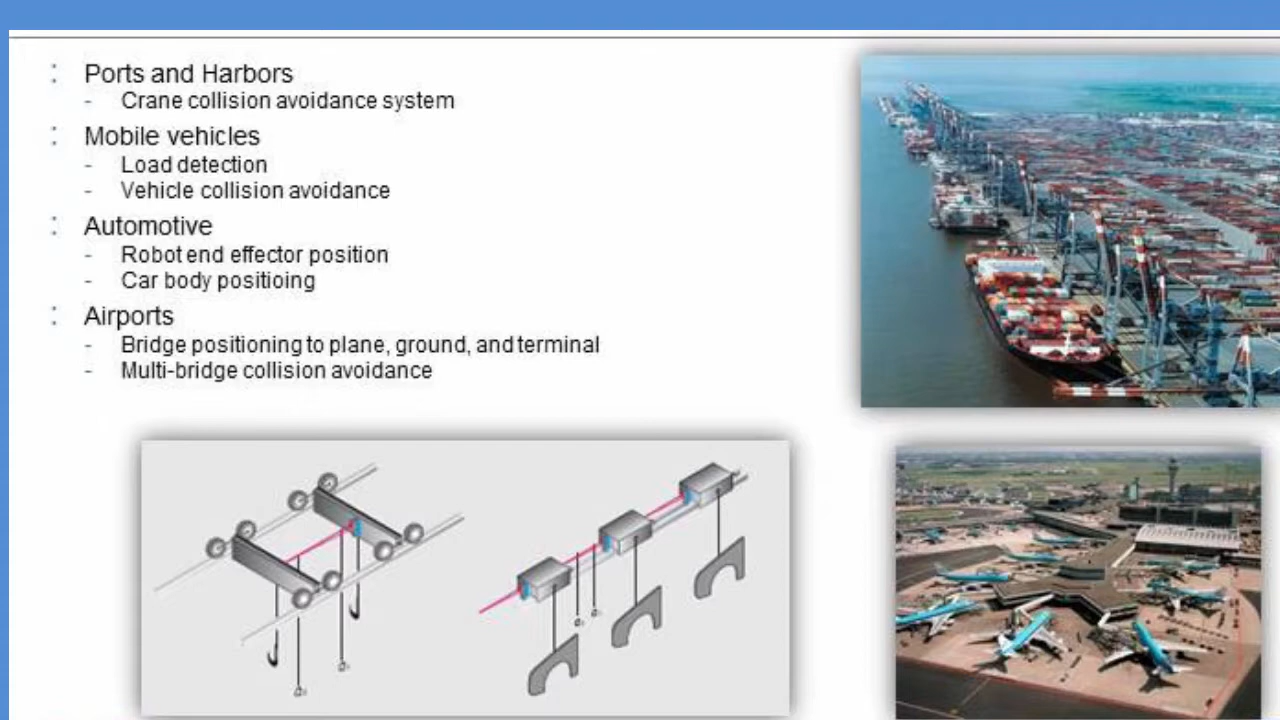 : Ports and Harbors
- Crane collision avoidance system
: Mobile vehicles
- Load detection
- Vehicle collision avoidance
: Automotive
- Robot end effector position
- Car body positioing
: Airports
- Bridge positioning to plane, ground, and terminal
- Multi-bridge collision avoidance